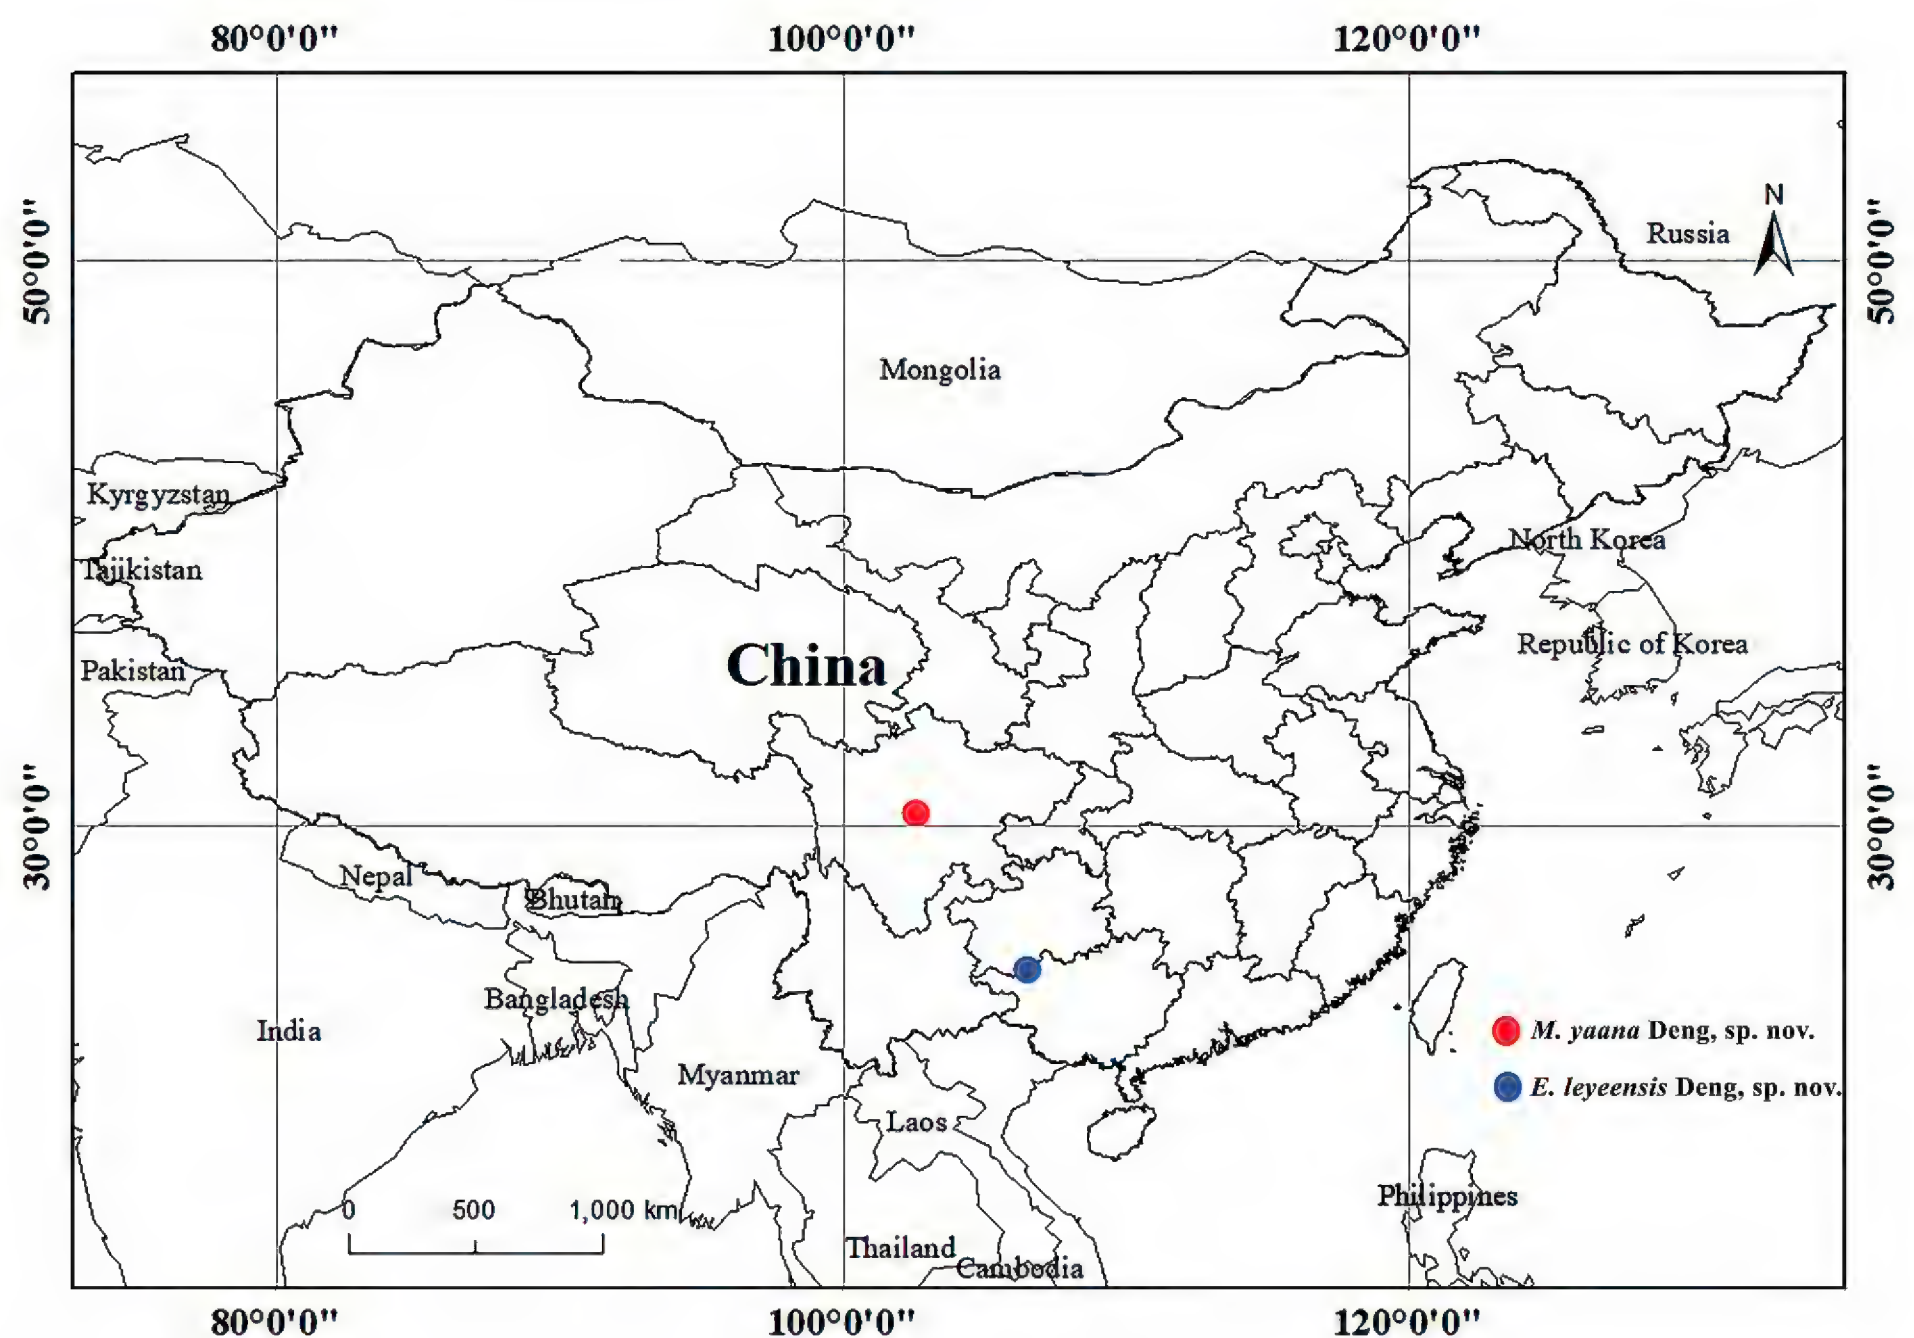 80°0'0" 100°0'0" 120°0'0"
N
50°0'0" Russia 50°0'0"
Mongolia
Kyrgyzstan
North Korea
Tajikistan
Republic of Korea
China
Pakistan
30°0'0" 30°0'0"
Nepal
Bhutan
Bangladesh
India
M. yaana Deng, sp. nov.
Myanmar
E. leyeensis Deng, sp. nov.
Laos
Philippines
0 500 1,000 km
Thailand
Cambodia
80°0'0" 100°0'0" 120°0'0"